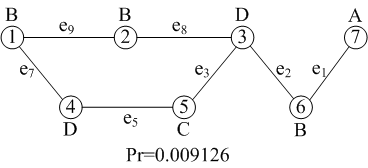 B B D A
1 e9 2 e8 3 7
e7 e3 e2 e1
4 e5 5 6
D C B
Pr=0.009126